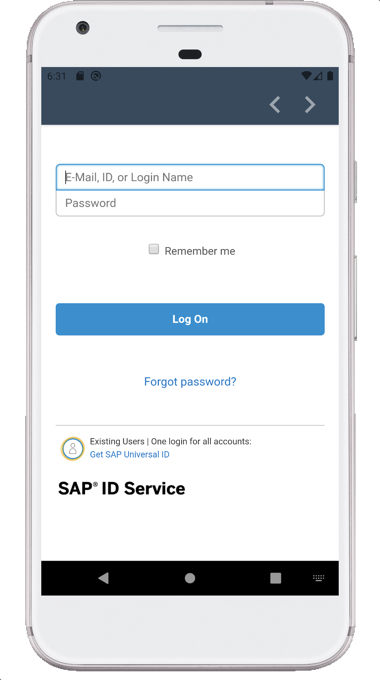 6:31
E-Mail, ID, or Login Name
Password
Remember me
Log On
Forgot password?
Existing Users | One login for all accounts:
Get SAP Universal ID
SAP® ID Service